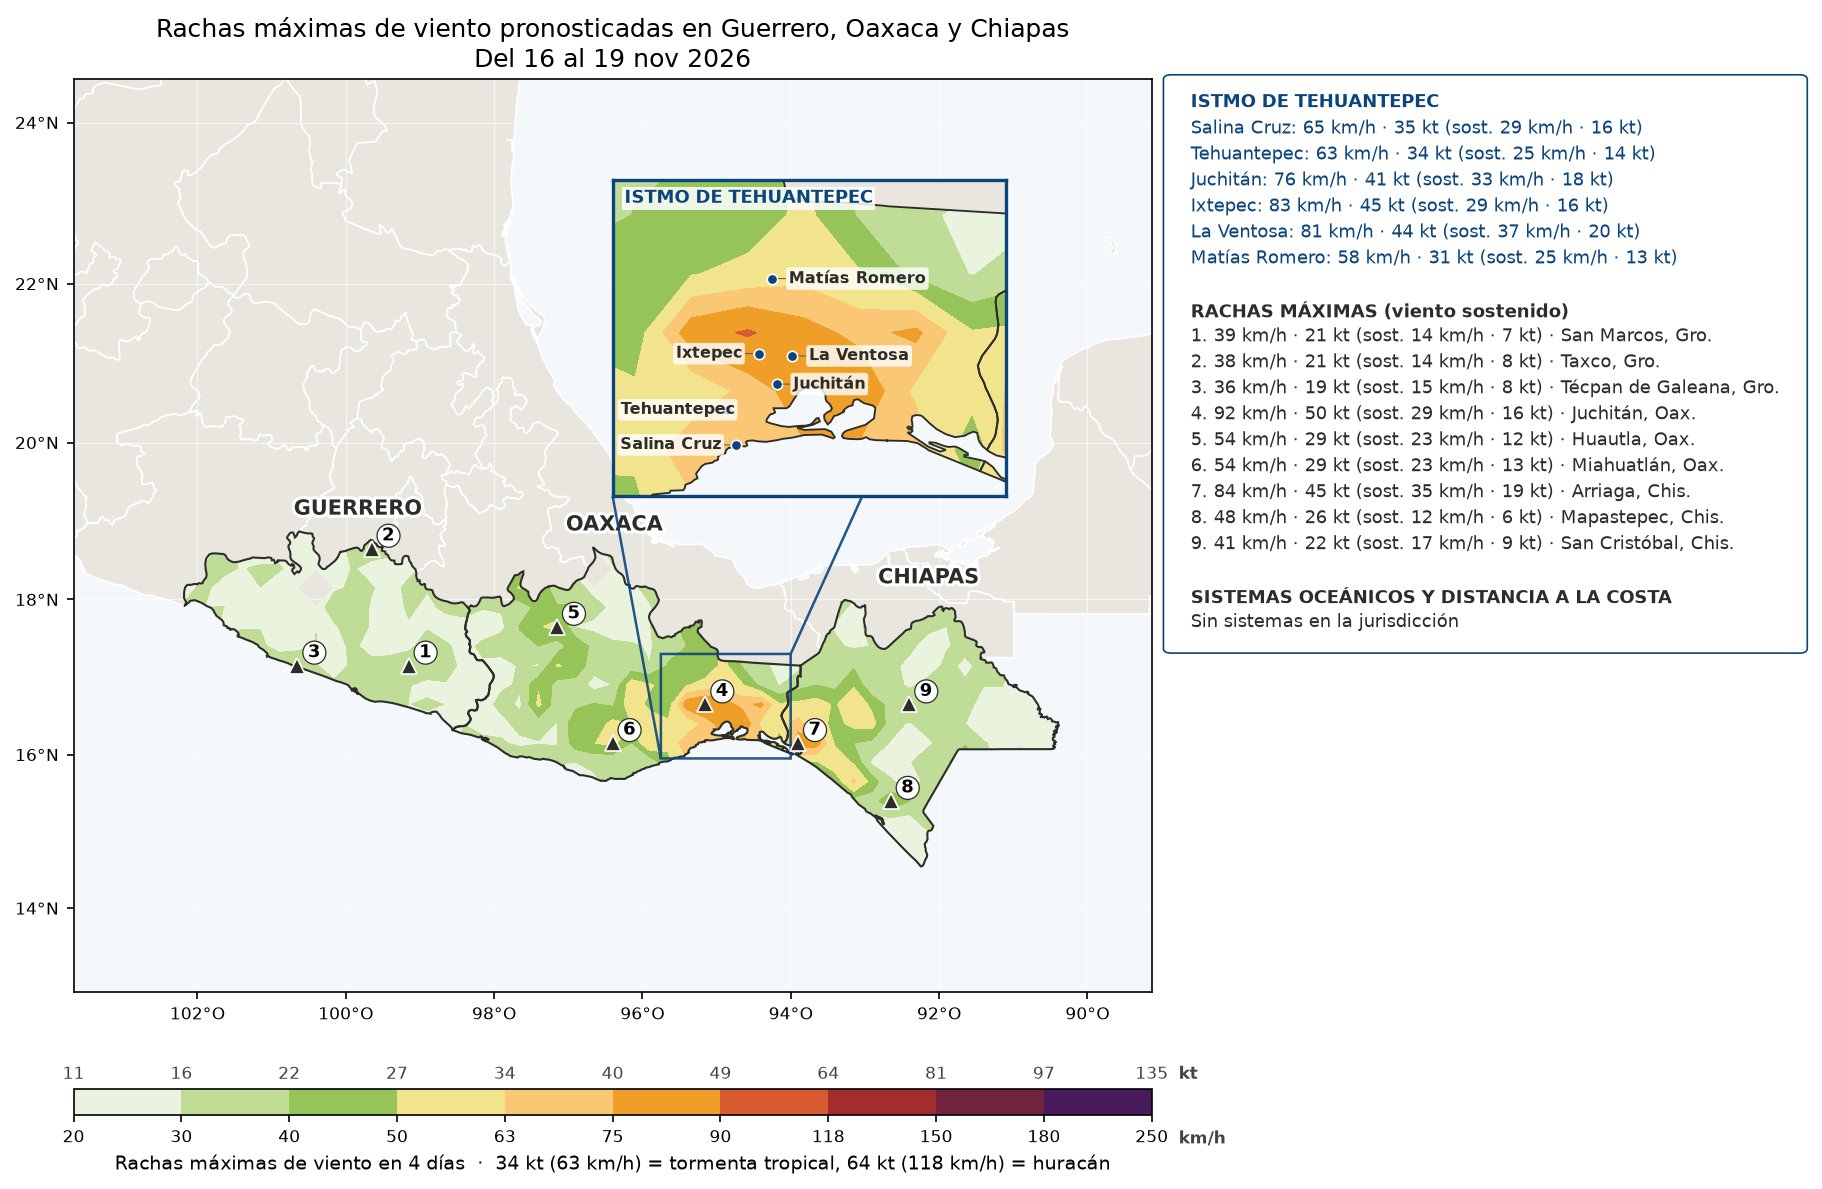 Rachas máximas de viento pronosticadas en Guerrero, Oaxaca y Chiapas
Del 16 al 19 nov 2026
24°N
22°N
20°N
18°N
16°N
14°N
102°O
100°O
98°O
96°O
94°O
92°O
90°O
ISTMO DE TEHUANTEPEC
Matías Romero
Ixtepec
La Ventosa
Juchitán
Tehuantepec
Salina Cruz
GUERRERO
OAXACA
CHIAPAS
2
5
3
1
4
9
6
7
8
ISTMO DE TEHUANTEPEC
Salina Cruz: 65 km/h · 35 kt (sost. 29 km/h · 16 kt)
Tehuantepec: 63 km/h · 34 kt (sost. 25 km/h · 14 kt)
Juchitán: 76 km/h · 41 kt (sost. 33 km/h · 18 kt)
Ixtepec: 83 km/h · 45 kt (sost. 29 km/h · 16 kt)
La Ventosa: 81 km/h · 44 kt (sost. 37 km/h · 20 kt)
Matías Romero: 58 km/h · 31 kt (sost. 25 km/h · 13 kt)
RACHAS MÁXIMAS (viento sostenido)
1. 39 km/h · 21 kt (sost. 14 km/h · 7 kt) · San Marcos, Gro.
2. 38 km/h · 21 kt (sost. 14 km/h · 8 kt) · Taxco, Gro.
3. 36 km/h · 19 kt (sost. 15 km/h · 8 kt) · Técpan de Galeana, Gro.
4. 92 km/h · 50 kt (sost. 29 km/h · 16 kt) · Juchitán, Oax.
5. 54 km/h · 29 kt (sost. 23 km/h · 12 kt) · Huautla, Oax.
6. 54 km/h · 29 kt (sost. 23 km/h · 13 kt) · Miahuatlán, Oax.
7. 84 km/h · 45 kt (sost. 35 km/h · 19 kt) · Arriaga, Chis.
8. 48 km/h · 26 kt (sost. 12 km/h · 6 kt) · Mapastepec, Chis.
9. 41 km/h · 22 kt (sost. 17 km/h · 9 kt) · San Cristóbal, Chis.
SISTEMAS OCEÁNICOS Y DISTANCIA A LA COSTA
Sin sistemas en la jurisdicción
11 16 22 27 34 40 49 64 81 97 135 kt
20 30 40 50 63 75 90 118 150 180 250 km/h
Rachas máximas de viento en 4 días · 34 kt (63 km/h) = tormenta tropical, 64 kt (118 km/h) = huracán